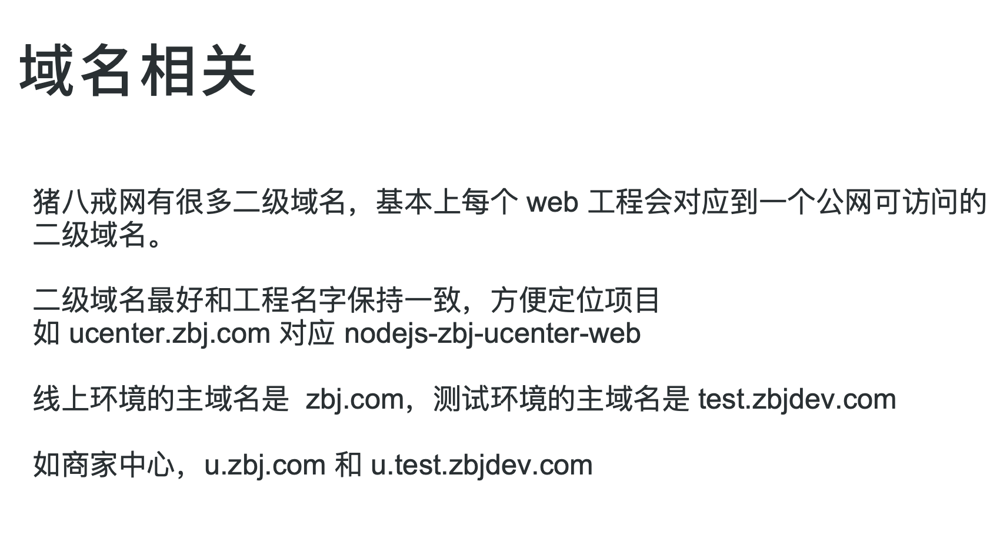 域名相关
猪八戒网有很多二级域名，基本上每个 web 工程会对应到一个公网可访问的
二级域名。
二级域名最好和工程名字保持一致，方便定位项目
如 ucenter.zbj.com 对应 nodejs-zbj-ucenter-web
线上环境的主域名是  zbj.com，测试环境的主域名是 test.zbjdev.com
如商家中心，u.zbj.com 和 u.test.zbjdev.com